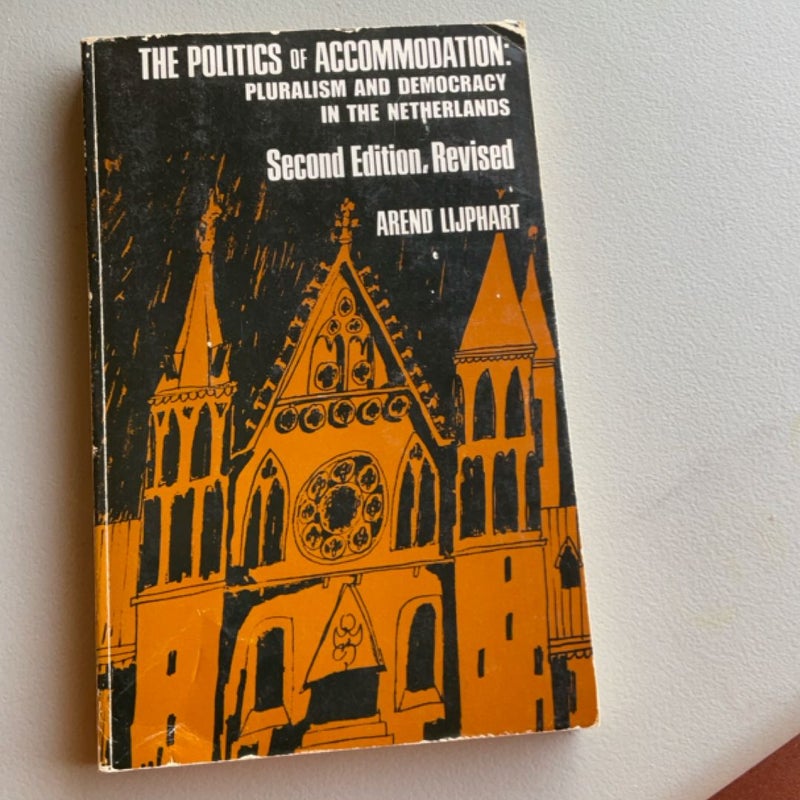 THE POLITICS OF ACCOMMODATION:
PLURALISM AND DEMOCRACY
IN THE NETHERLANDS
Second Edition, Revised
AREND LIJPHART